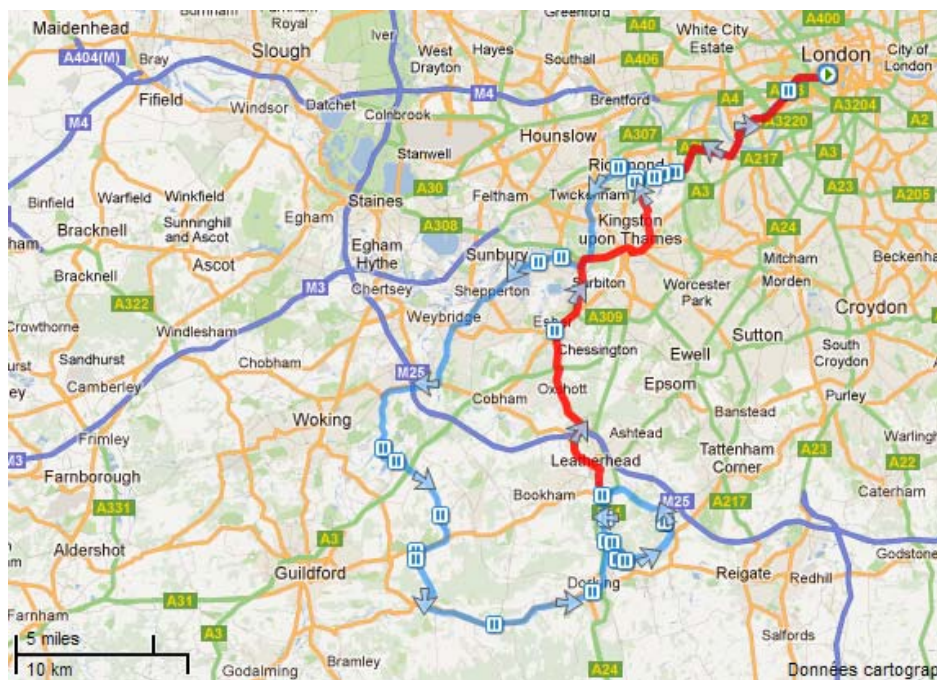 Maidenhead
A404(M)
Bray
Fifield
M4
Slough
Windsor
Datchet
Iver
West
Drayton
Colnbrook
Hayes
Southall
M4
Greenford
A40
A406
White City
Estate
A400
London
City of
London
Brentford
A4
A3220
A3204
A2
Hounslow
A307
Richmond
A217
A3
A3
A23
A205
Stanwell
A30
Feltham
Twickenham
Staines
A308
Egham
Binfield
Warfield
Winkfield
Sunninghill
and Ascot
Bracknell
Ascot
Bracknell
A322
Egham
Hythe
Chertsey
M3
Sunbury
Shepperton
Weybridge
Kingston
upon Thames
Surbiton
A24
Mitcham
Morden
Worcester
Park
Croydon
Crowthorne
Windlesham
Esher
A309
Chessington
Sutton
South
Croydon
Ewell
Sandhurst
Camberley
Chobham
M25
Oxshott
Epsom
Purley
Woking
Cobham
Banstead
Frimley
M3
Ashtead
Tattenham
Corner
A23
Leatherhead
A22
Farnborough
Bookham
M25
A217
Caterham
A331
Aldershot
A3
Guildford
Dorking
Reigate
Redhill
Godstone
Farnham
A31
A3
5 miles
10 km
Godalming
Bramley
A24
Salfords
Données cartograp